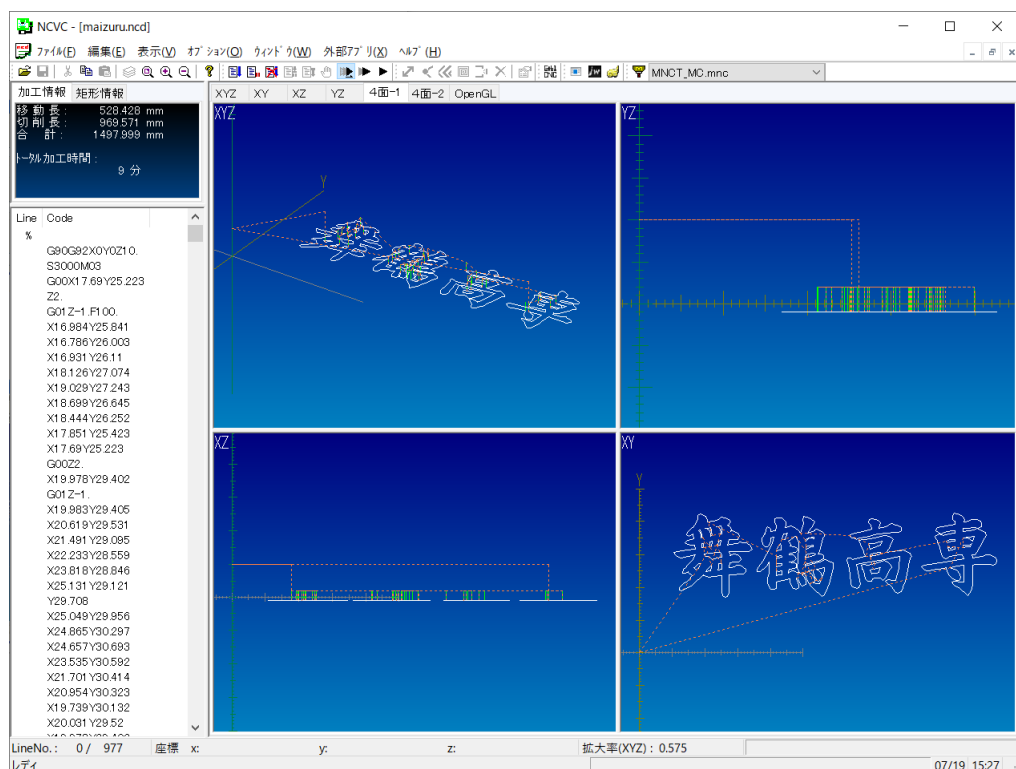 NCVC - [maizuru.ncd]
ファイル(F) 編集(E) 表示(V) オプション(O) ウィンドウ(W) 外部アプリ(X) ヘルプ(H)
MNCT_MC.mnc
加工情報 矩形情報
XYZ XY XZ YZ 4面-1 4面-2 OpenGL
移動長: 528.428 mm
切削長: 969.571 mm
合 計: 1497.999 mm
トータル加工時間:
9 分
Line Code
%
G90G92X0Y0Z10.
S3000M03
G00X17.69Y25.223
Z2.
G01Z-1.F100.
X16.984Y25.841
X16.786Y26.003
X16.931Y26.11
X18.126Y27.074
X19.029Y27.243
X18.699Y26.645
X18.444Y26.252
X17.851Y25.423
X17.69Y25.223
G00Z2.
X19.978Y29.402
G01Z-1.
X19.983Y29.405
X20.619Y29.531
X21.491Y29.095
X22.233Y28.559
X23.818Y28.846
X25.131Y29.121
Y29.708
X25.049Y29.956
X24.865Y30.297
X24.657Y30.693
X23.535Y30.592
X21.701Y30.414
X20.954Y30.323
X19.739Y30.132
X20.031Y29.52
XYZ
Y
舞鶴高専
YZ
XZ
XY
Y
舞鶴高専
LineNo.: 0 / 977 座標 x: y: z: 拡大率(XYZ) : 0.575
レディ 07/19 15:27